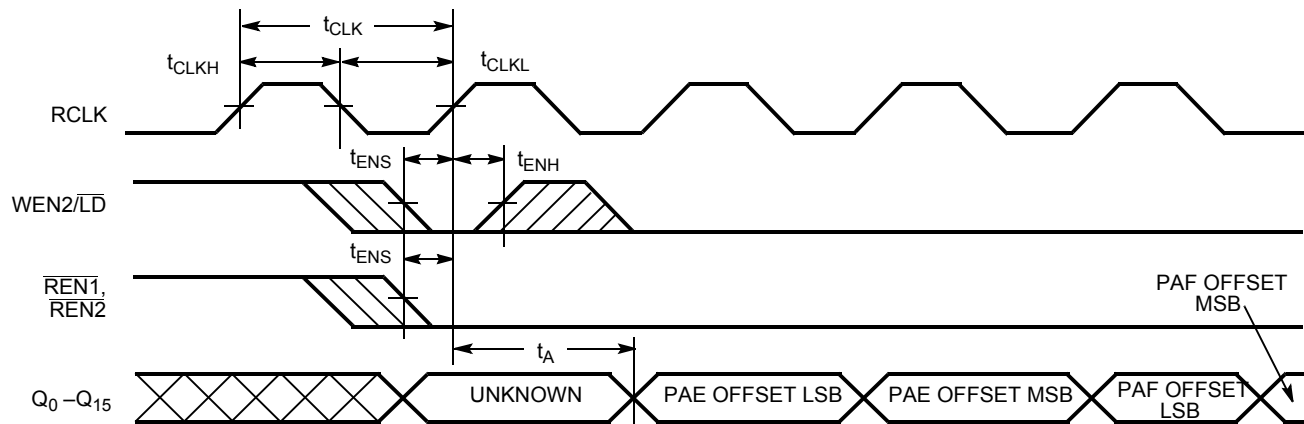 tCLK
tCLKH
tCLKL
RCLK
tENS
tENH
WEN2/LD
tENS
REN1,
REN2
PAF OFFSET
MSB
tA
Q0 –Q15
UNKNOWN
PAE OFFSET LSB
PAE OFFSET MSB
PAF OFFSET
LSB